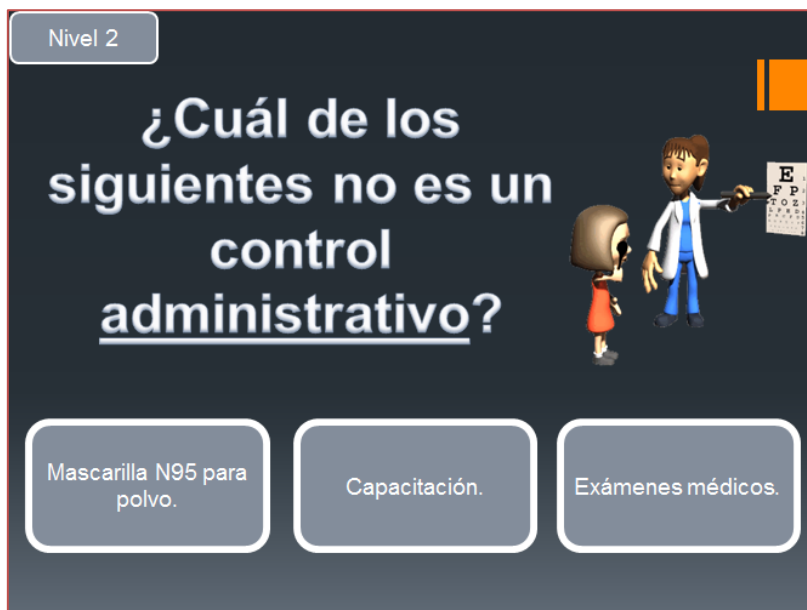 Nivel 2
¿Cuál de los
siguientes no es un
control
administrativo?
E
F P
T O Z
L P E D
Mascarilla N95 para
polvo.
Capacitación.
Exámenes médicos.